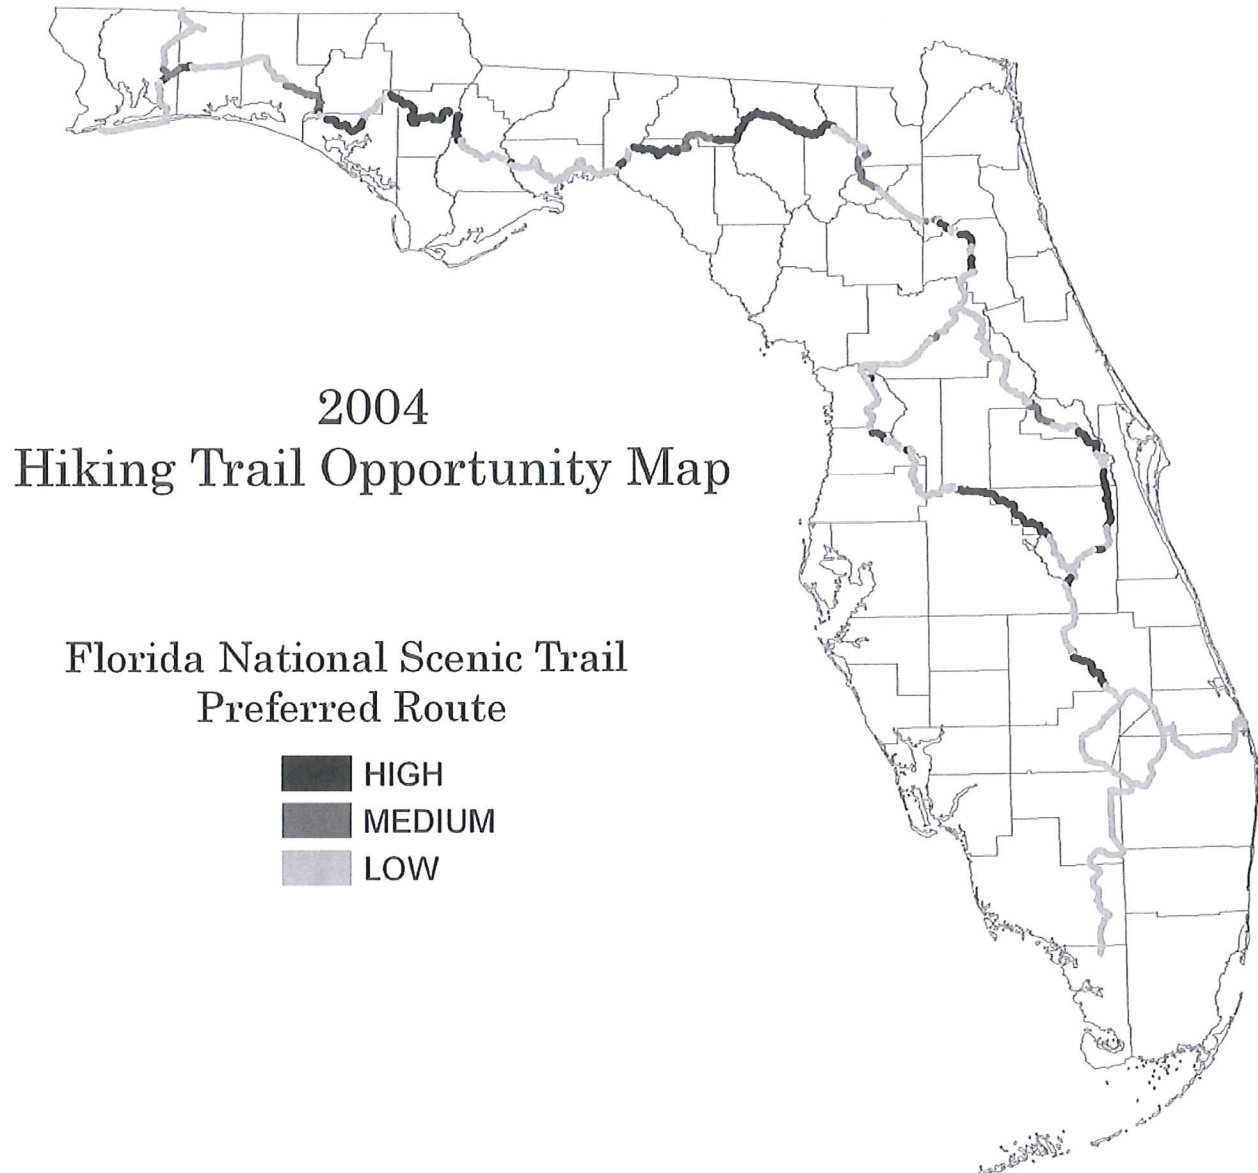 2004
Hiking Trail Opportunity Map
Florida National Scenic Trail
Preferred Route
HIGH
MEDIUM
LOW